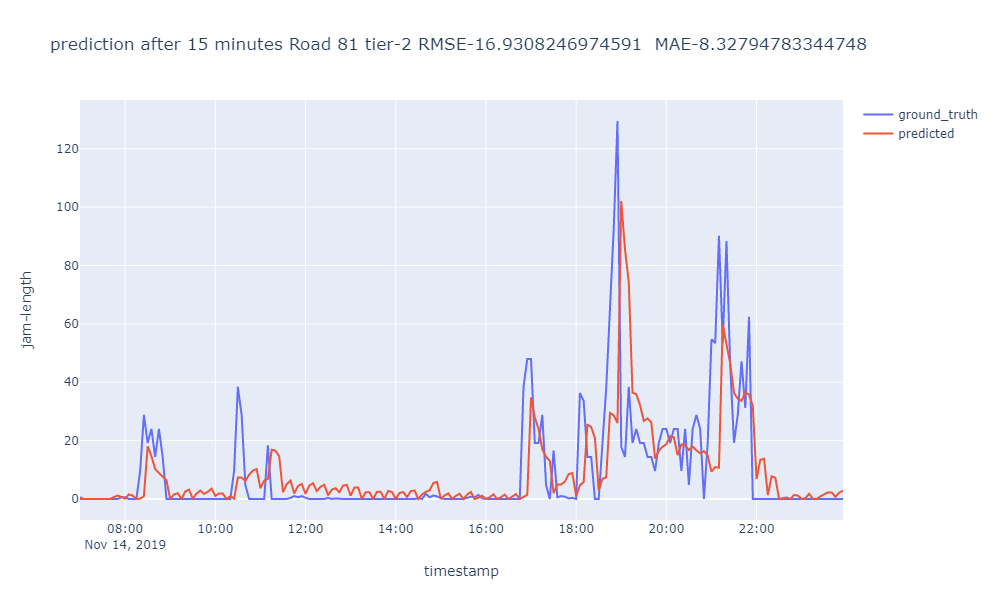 prediction after 15 minutes Road 81 tier-2 RMSE-16.9308246974591  MAE-8.32794783344748
ground_truth
predicted
120
100
80
60
40
20
0
jam-length
08:00 10:00 12:00 14:00 16:00 18:00 20:00 22:00
Nov 14, 2019
timestamp